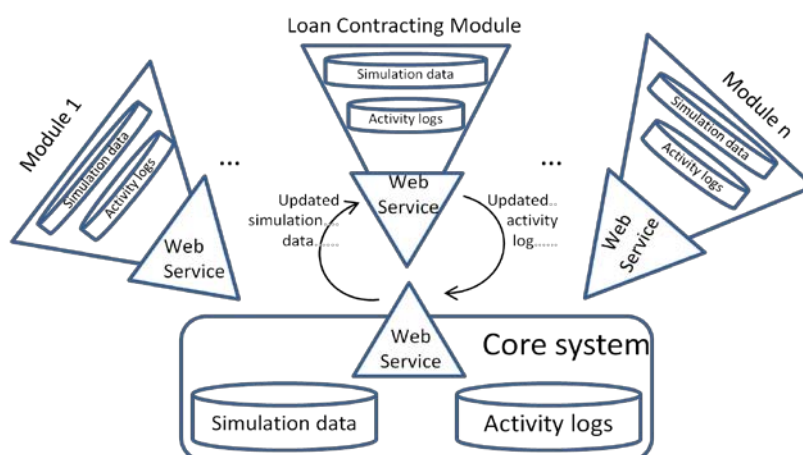 Loan Contracting Module
Simulation data
Activity logs
Module 1
Simulation data
Activity logs
...
...
Module n
Simulation data
Activity logs
Web
Service
Web
Service
Web
Service
Updated
simulation....
data......
Updated..
activity
log......
Web
Service
Core system
Simulation data
Activity logs